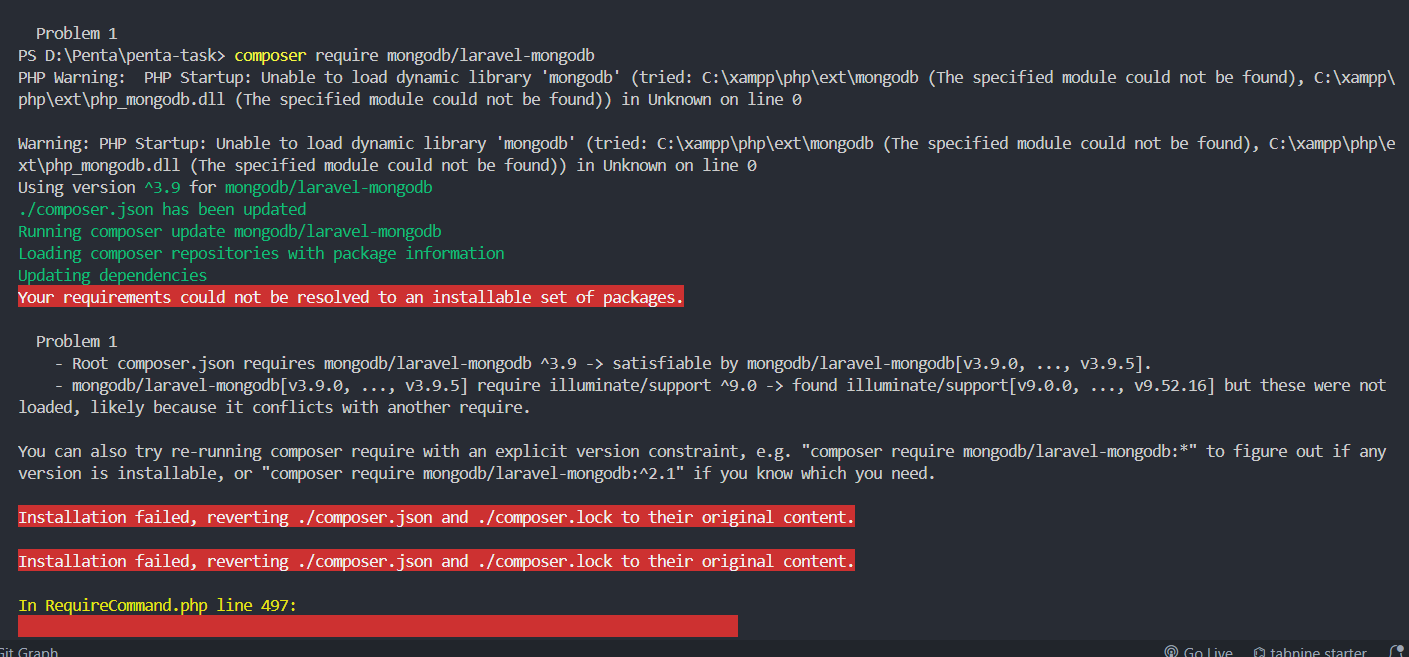 Problem 1
PS D:\Penta\penta-task> composer require mongodb/laravel-mongodb
PHP Warning:  PHP Startup: Unable to load dynamic library 'mongodb' (tried: C:\xampp\php\ext\mongodb (The specified module could not be found), C:\xampp\
php\ext\php_mongodb.dll (The specified module could not be found)) in Unknown on line 0
Warning: PHP Startup: Unable to load dynamic library 'mongodb' (tried: C:\xampp\php\ext\mongodb (The specified module could not be found), C:\xampp\php\e
xt\php_mongodb.dll (The specified module could not be found)) in Unknown on line 0
Using version ^3.9 for mongodb/laravel-mongodb
./composer.json has been updated
Running composer update mongodb/laravel-mongodb
Loading composer repositories with package information
Updating dependencies
Your requirements could not be resolved to an installable set of packages.
Problem 1
- Root composer.json requires mongodb/laravel-mongodb ^3.9 -> satisfiable by mongodb/laravel-mongodb[v3.9.0, ..., v3.9.5].
- mongodb/laravel-mongodb[v3.9.0, ..., v3.9.5] require illuminate/support ^9.0 -> found illuminate/support[v9.0.0, ..., v9.52.16] but these were not
loaded, likely because it conflicts with another require.
You can also try re-running composer require with an explicit version constraint, e.g. "composer require mongodb/laravel-mongodb:*" to figure out if any
version is installable, or "composer require mongodb/laravel-mongodb:^2.1" if you know which you need.
Installation failed, reverting ./composer.json and ./composer.lock to their original content.
Installation failed, reverting ./composer.json and ./composer.lock to their original content.
In RequireCommand.php line 497:
Git Graph
Go Live
tabnine starter